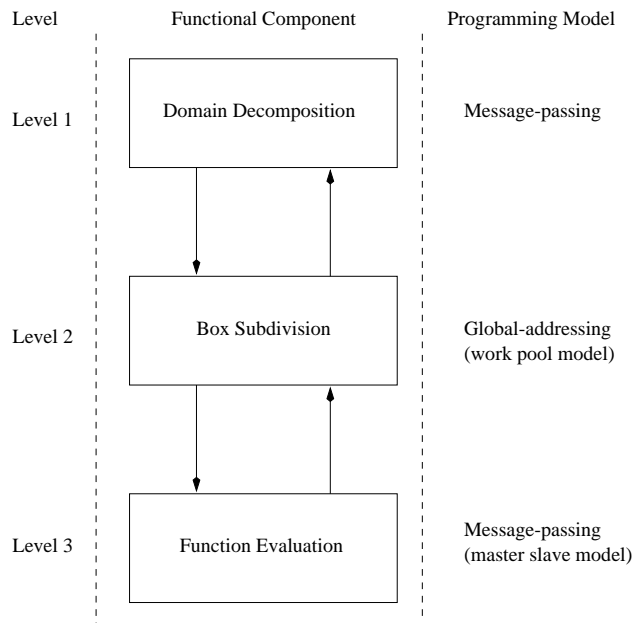 Level Functional Component Programming Model
Level 1 Domain Decomposition Message-passing
Level 2 Box Subdivision Global-addressing
(work pool model)
Level 3 Function Evaluation Message-passing
(master slave model)